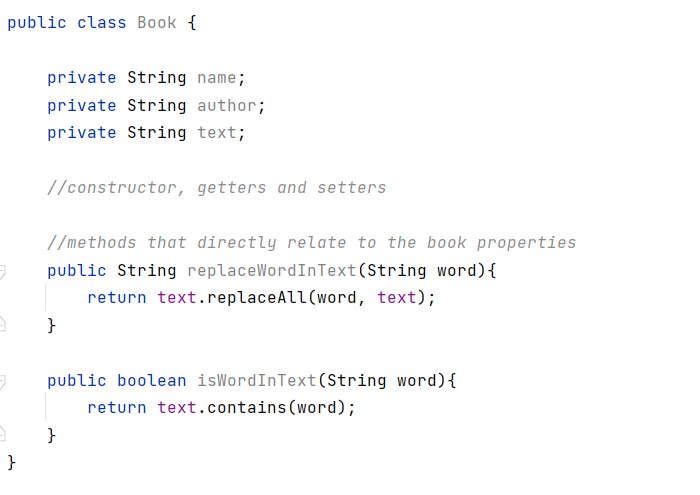 public class Book {
private String name;
private String author;
private String text;
//constructor, getters and setters
//methods that directly relate to the book properties
public String replaceWordInText(String word){
return text.replaceAll(word, text);
}
public boolean isWordInText(String word){
return text.contains(word);
}
}